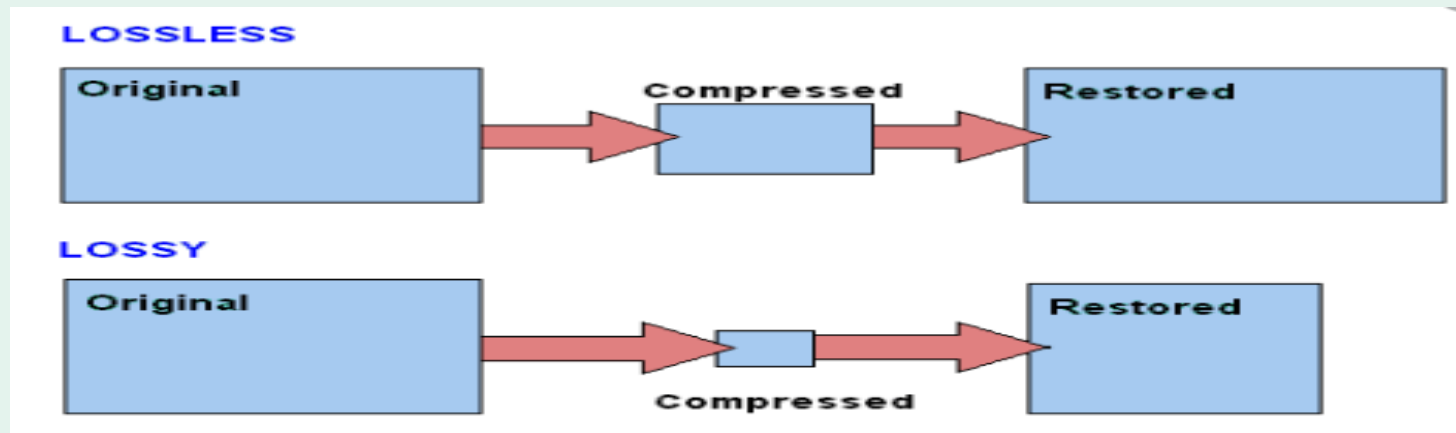 LOSSLESS
Original
Compressed
Restored
LOSSY
Original
Compressed
Restored